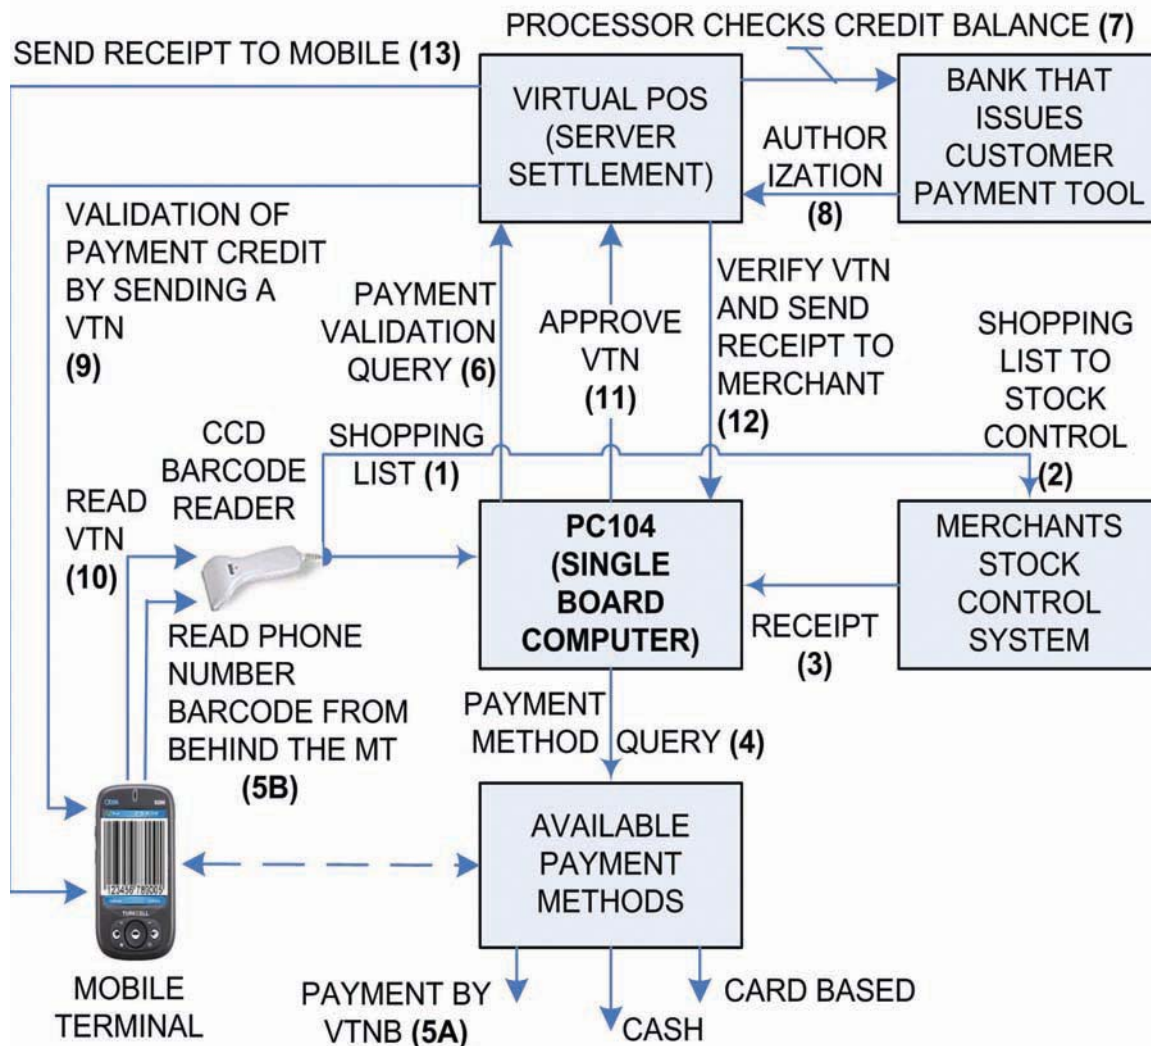 PROCESSOR CHECKS CREDIT BALANCE (7)
SEND RECEIPT TO MOBILE (13)
VIRTUAL POS
(SERVER
SETTLEMENT)
BANK THAT
ISSUES
CUSTOMER
PAYMENT TOOL
AUTHOR
IZATION
(8)
VALIDATION OF
PAYMENT CREDIT
BY SENDING A
VTN
(9)
PAYMENT
VALIDATION
QUERY (6)
APPROVE
VTN
(11)
VERIFY VTN
AND SEND
RECEIPT TO
MERCHANT
(12)
SHOPPING
LIST TO
STOCK
CONTROL
(2)
CCD
BARCODE
READER
SHOPPING
LIST (1)
READ
VTN
(10)
PC104
(SINGLE
BOARD
COMPUTER)
MERCHANTS
STOCK
CONTROL
SYSTEM
RECEIPT
(3)
READ PHONE
NUMBER
BARCODE FROM
BEHIND THE MT
(5B)
PAYMENT
METHOD QUERY (4)
AVAILABLE
PAYMENT
METHODS
TURKCELL
MOBILE
TERMINAL
PAYMENT BY
VTNB (5A)
CASH
CARD BASED